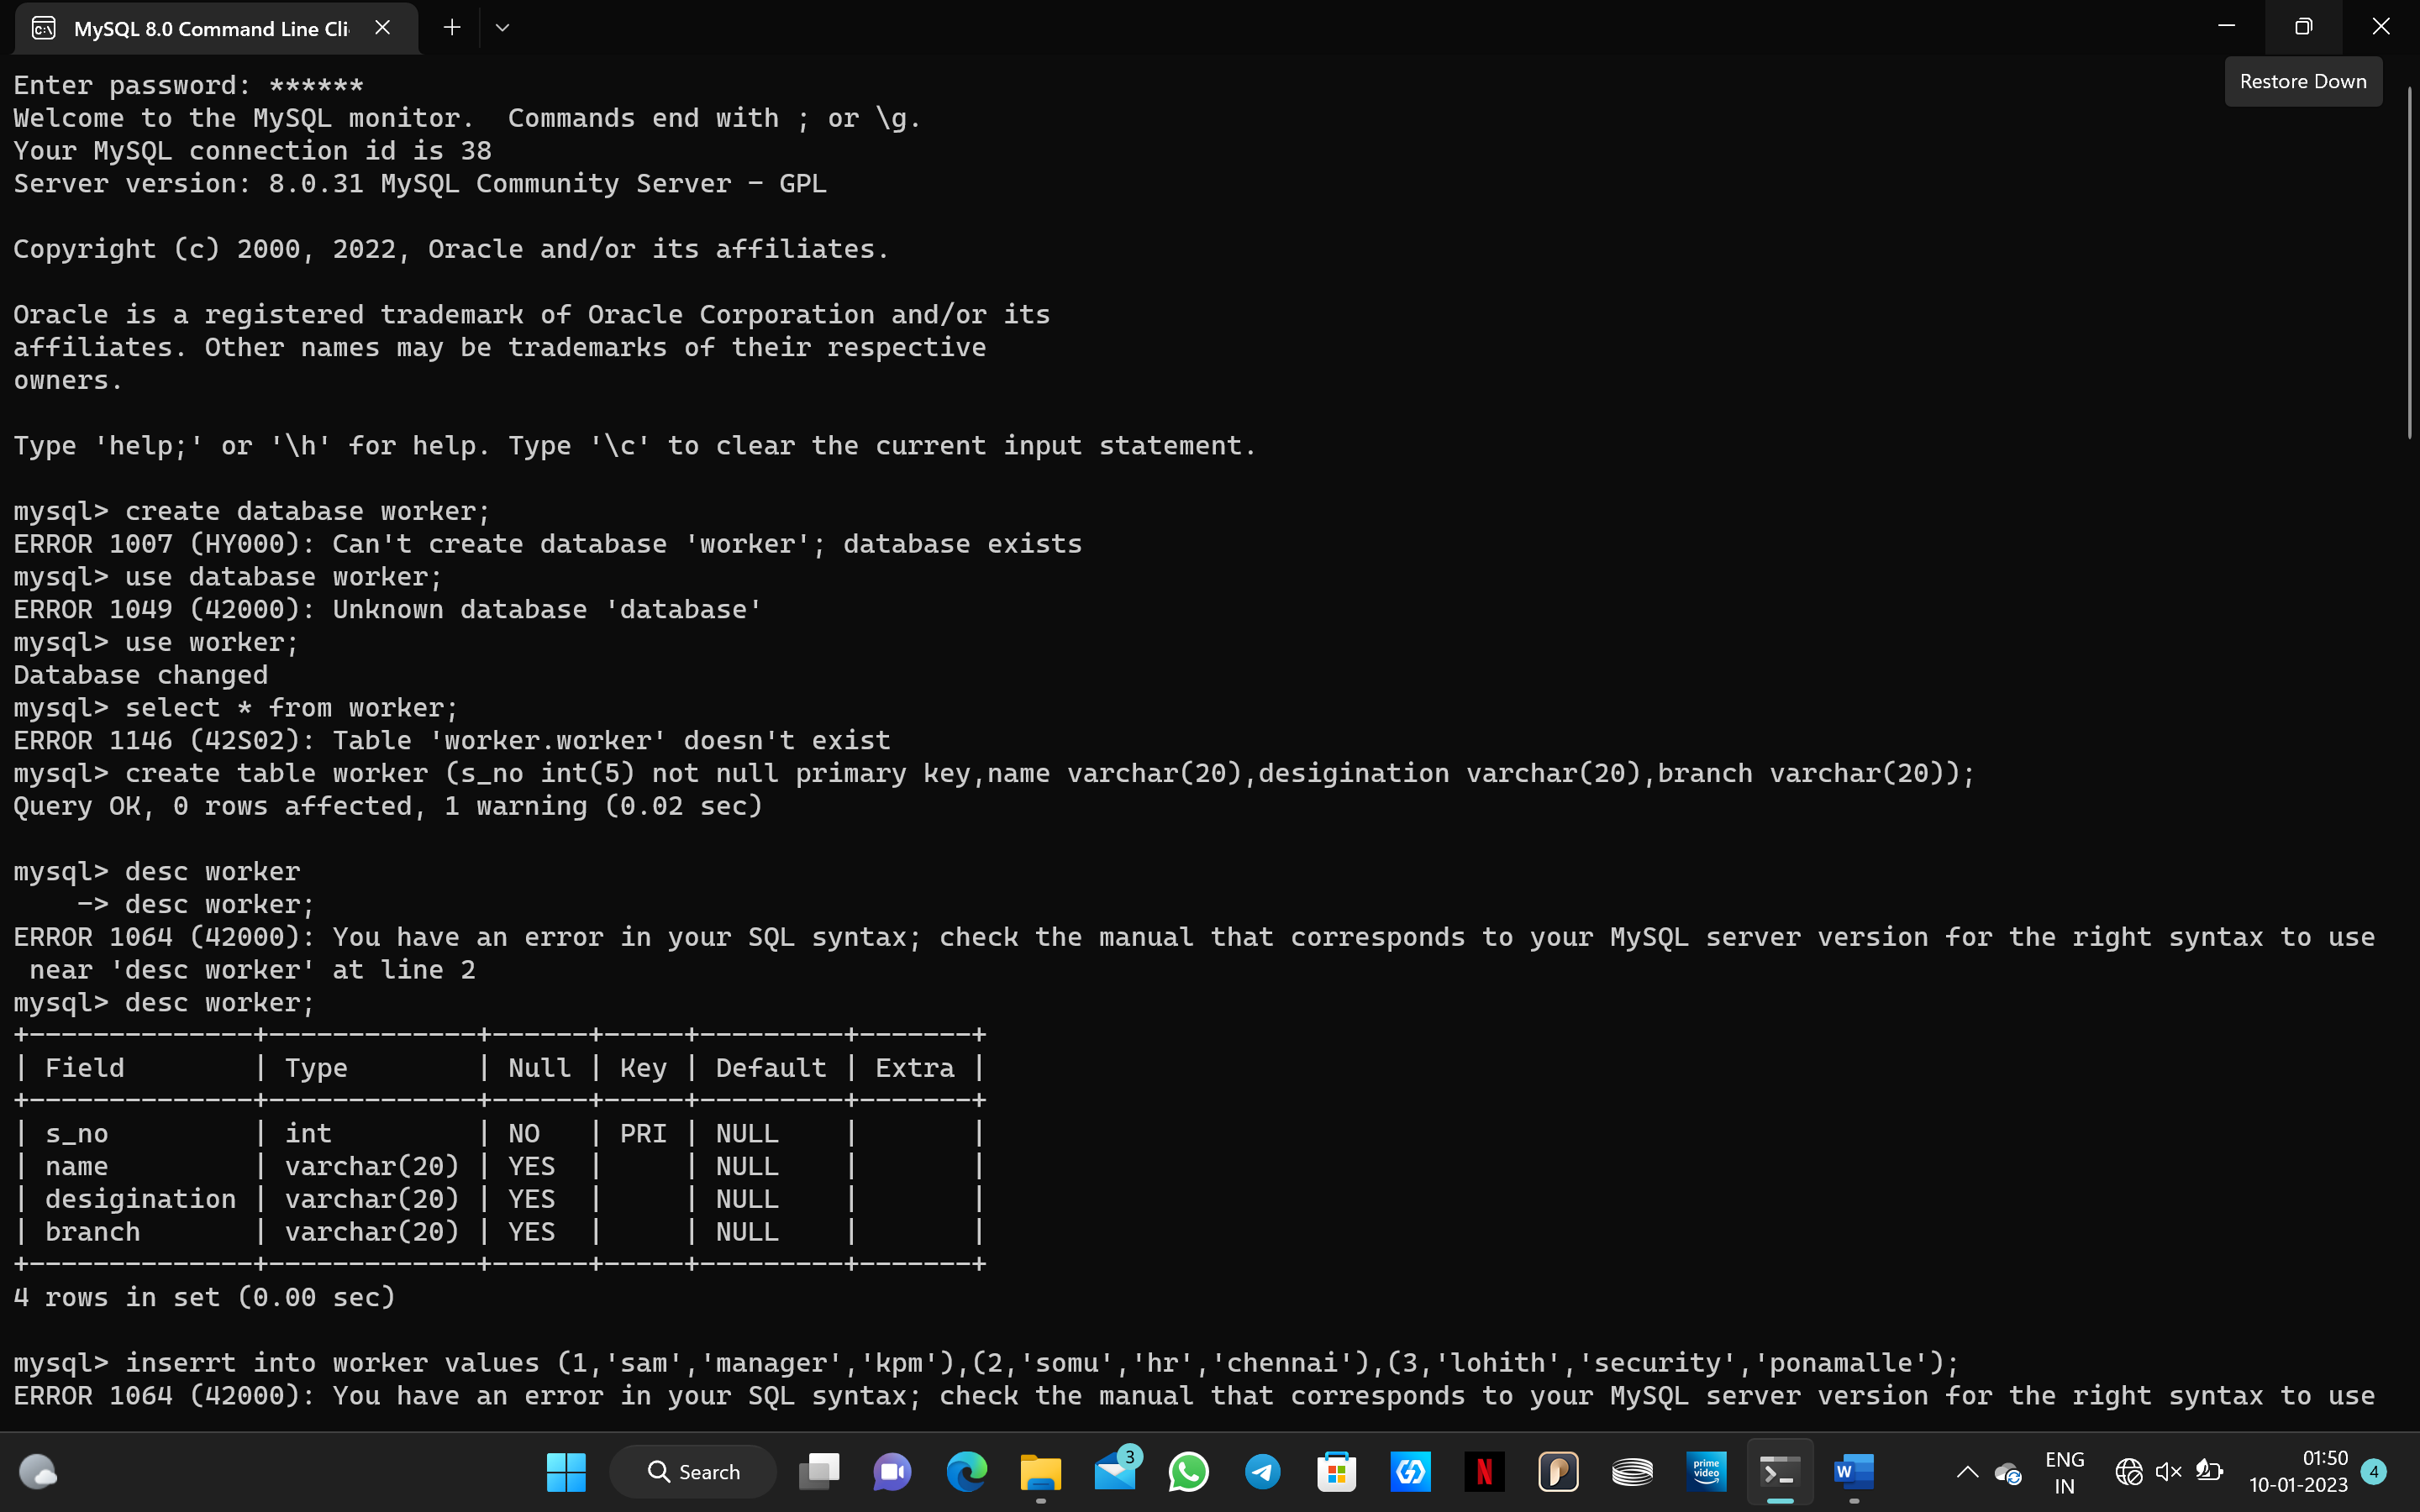 MySQL 8.0 Command Line Cli
Restore Down
Enter password: ******
Welcome to the MySQL monitor.  Commands end with ; or \g.
Your MySQL connection id is 38
Server version: 8.0.31 MySQL Community Server - GPL
Copyright (c) 2000, 2022, Oracle and/or its affiliates.
Oracle is a registered trademark of Oracle Corporation and/or its
affiliates. Other names may be trademarks of their respective
owners.
Type 'help;' or '\h' for help. Type '\c' to clear the current input statement.
mysql> create database worker;
ERROR 1007 (HY000): Can't create database 'worker'; database exists
mysql> use database worker;
ERROR 1049 (42000): Unknown database 'database'
mysql> use worker;
Database changed
mysql> select * from worker;
ERROR 1146 (42S02): Table 'worker.worker' doesn't exist
mysql> create table worker (s_no int(5) not null primary key,name varchar(20),desigination varchar(20),branch varchar(20));
Query OK, 0 rows affected, 1 warning (0.02 sec)
mysql> desc worker
    -> desc worker;
ERROR 1064 (42000): You have an error in your SQL syntax; check the manual that corresponds to your MySQL server version for the right syntax to use
 near 'desc worker' at line 2
mysql> desc worker;
+--------------+-------------+------+-----+---------+-------+
| Field        | Type        | Null | Key | Default | Extra |
+--------------+-------------+------+-----+---------+-------+
| s_no         | int         | NO   | PRI | NULL    |       |
| name         | varchar(20) | YES  |     | NULL    |       |
| desigination | varchar(20) | YES  |     | NULL    |       |
| branch       | varchar(20) | YES  |     | NULL    |       |
+--------------+-------------+------+-----+---------+-------+
4 rows in set (0.00 sec)
mysql> inserrt into worker values (1,'sam','manager','kpm'),(2,'somu','hr','chennai'),(3,'lohith','security','ponamalle');
ERROR 1064 (42000): You have an error in your SQL syntax; check the manual that corresponds to your MySQL server version for the right syntax to use
Search
3
prime video
ENG
IN
01:50
10-01-2023
4